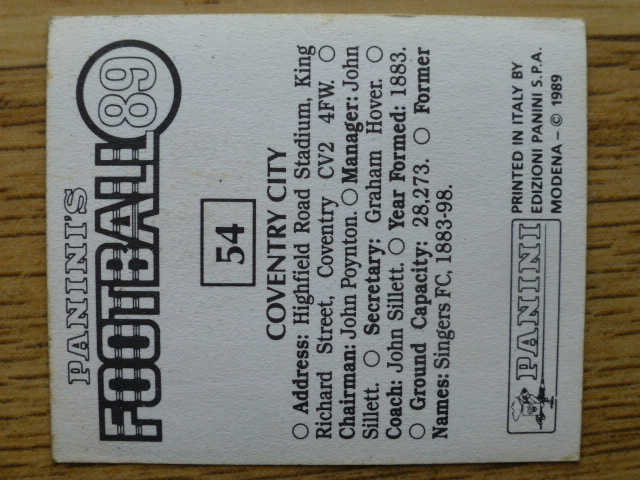 PANINI'S
FOOTBALL 89
54
COVENTRY CITY
○ Address: Highfield Road Stadium, King
Richard Street, Coventry CV2 4FW. ○
Chairman: John Poynton. ○ Manager: John
Sillett. ○ Secretary: Graham Hover. ○
Coach: John Sillett. ○ Year Formed: 1883.
○ Ground Capacity: 28,273. ○ Former
Names: Singers FC, 1883-98.
PANINI
PRINTED IN ITALY BY
EDIZIONI PANINI S.P.A.
MODENA - © 1989